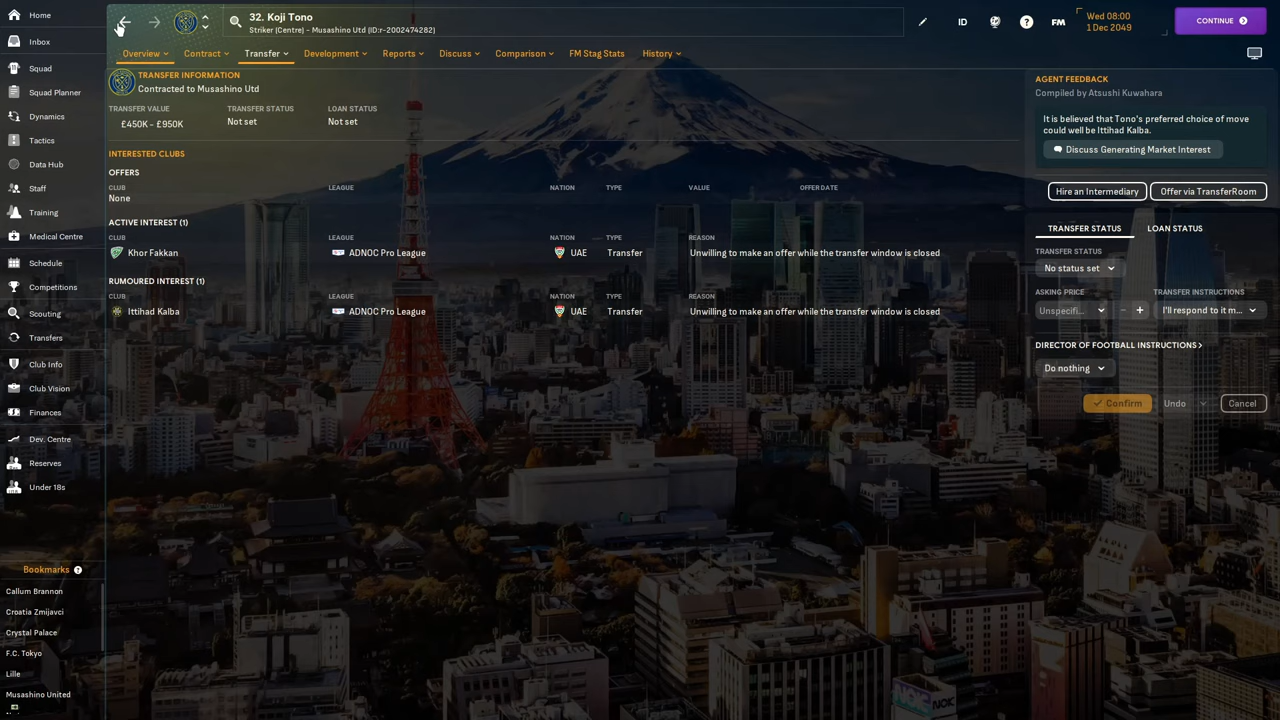 Home
Inbox
Squad
Squad Planner
Dynamics
Tactics
Data Hub
Staff
Training
Medical Centre
Schedule
Competitions
Scouting
Transfers
Club Info
Club Vision
Finances
Dev. Centre
Reserves
Under 18s
Bookmarks ?
Callum Brannon
Croatia Zmijavci
Crystal Palace
F.C. Tokyo
Lille
Musashino United
32. Koji Tono
Striker (Centre) - Musashino Utd (ID:r-2002474282)
ID
?
FM
Wed 08:00
1 Dec 2049
CONTINUE
Overview
Contract
Transfer
Development
Reports
Discuss
Comparison
FM Stag Stats
History
TRANSFER INFORMATION
Contracted to Musashino Utd
TRANSFER VALUE TRANSFER STATUS LOAN STATUS
£450K - £950K Not set Not set
INTERESTED CLUBS
OFFERS
CLUB LEAGUE NATION TYPE VALUE OFFER DATE
None
ACTIVE INTEREST (1)
CLUB LEAGUE NATION TYPE REASON
Khor Fakkan ADNOC Pro League UAE Transfer Unwilling to make an offer while the transfer window is closed
RUMOURED INTEREST (1)
CLUB LEAGUE NATION TYPE REASON
Ittihad Kalba ADNOC Pro League UAE Transfer Unwilling to make an offer while the transfer window is closed
AGENT FEEDBACK
Compiled by Atsushi Kuwahara
It is believed that Tono's preferred choice of move
could well be Ittihad Kalba.
Discuss Generating Market Interest
Hire an Intermediary Offer via TransferRoom
TRANSFER STATUS LOAN STATUS
TRANSFER STATUS
No status set
ASKING PRICE TRANSFER INSTRUCTIONS
Unspecifi... − + I'll respond to it m...
DIRECTOR OF FOOTBALL INSTRUCTIONS >
Do nothing
Confirm Undo Cancel
NOK